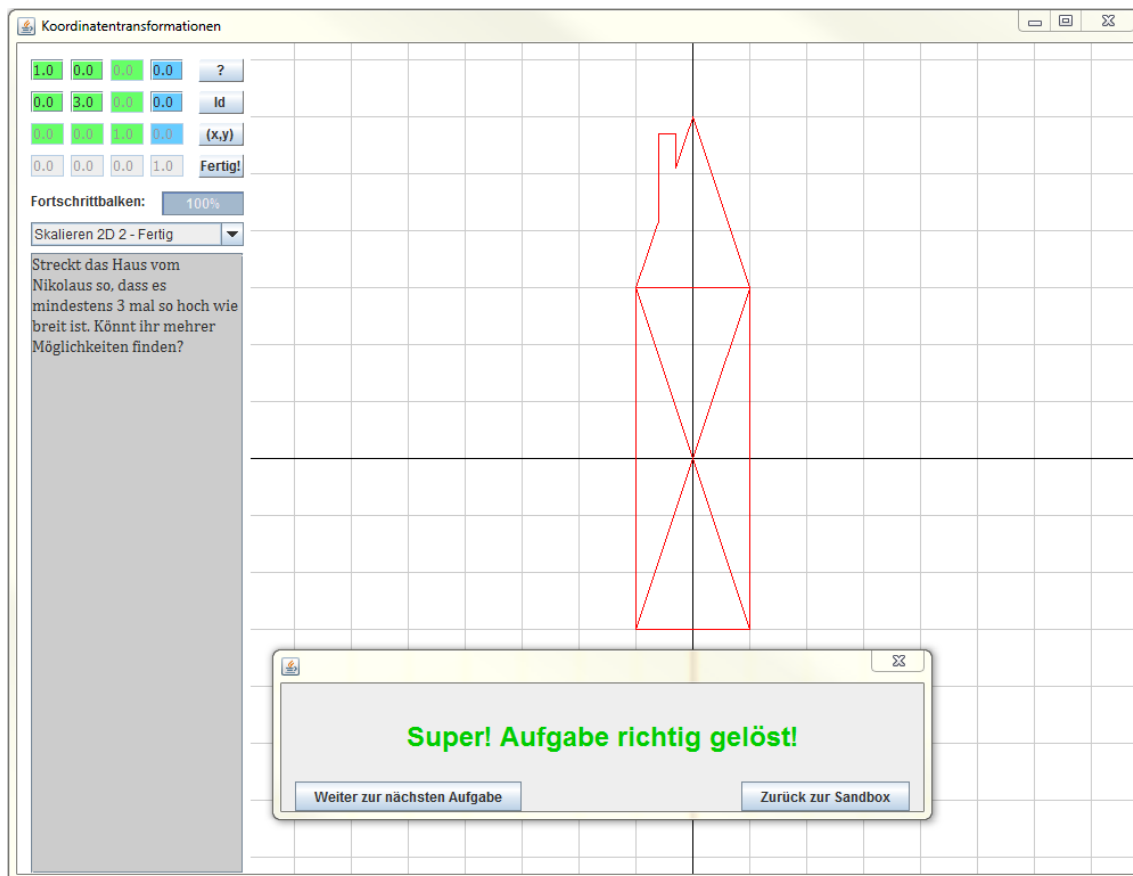 Koordinatentransformationen
1.0 0.0 0.0 0.0 ?
0.0 3.0 0.0 0.0 Id
0.0 0.0 1.0 0.0 (x,y)
0.0 0.0 0.0 1.0 Fertig!
Fortschrittbalken: 100%
Skalieren 2D 2 - Fertig
Streckt das Haus vom
Nikolaus so, dass es
mindestens 3 mal so hoch wie
breit ist. Könnt ihr mehrer
Möglichkeiten finden?
Super! Aufgabe richtig gelöst!
Weiter zur nächsten Aufgabe Zurück zur Sandbox